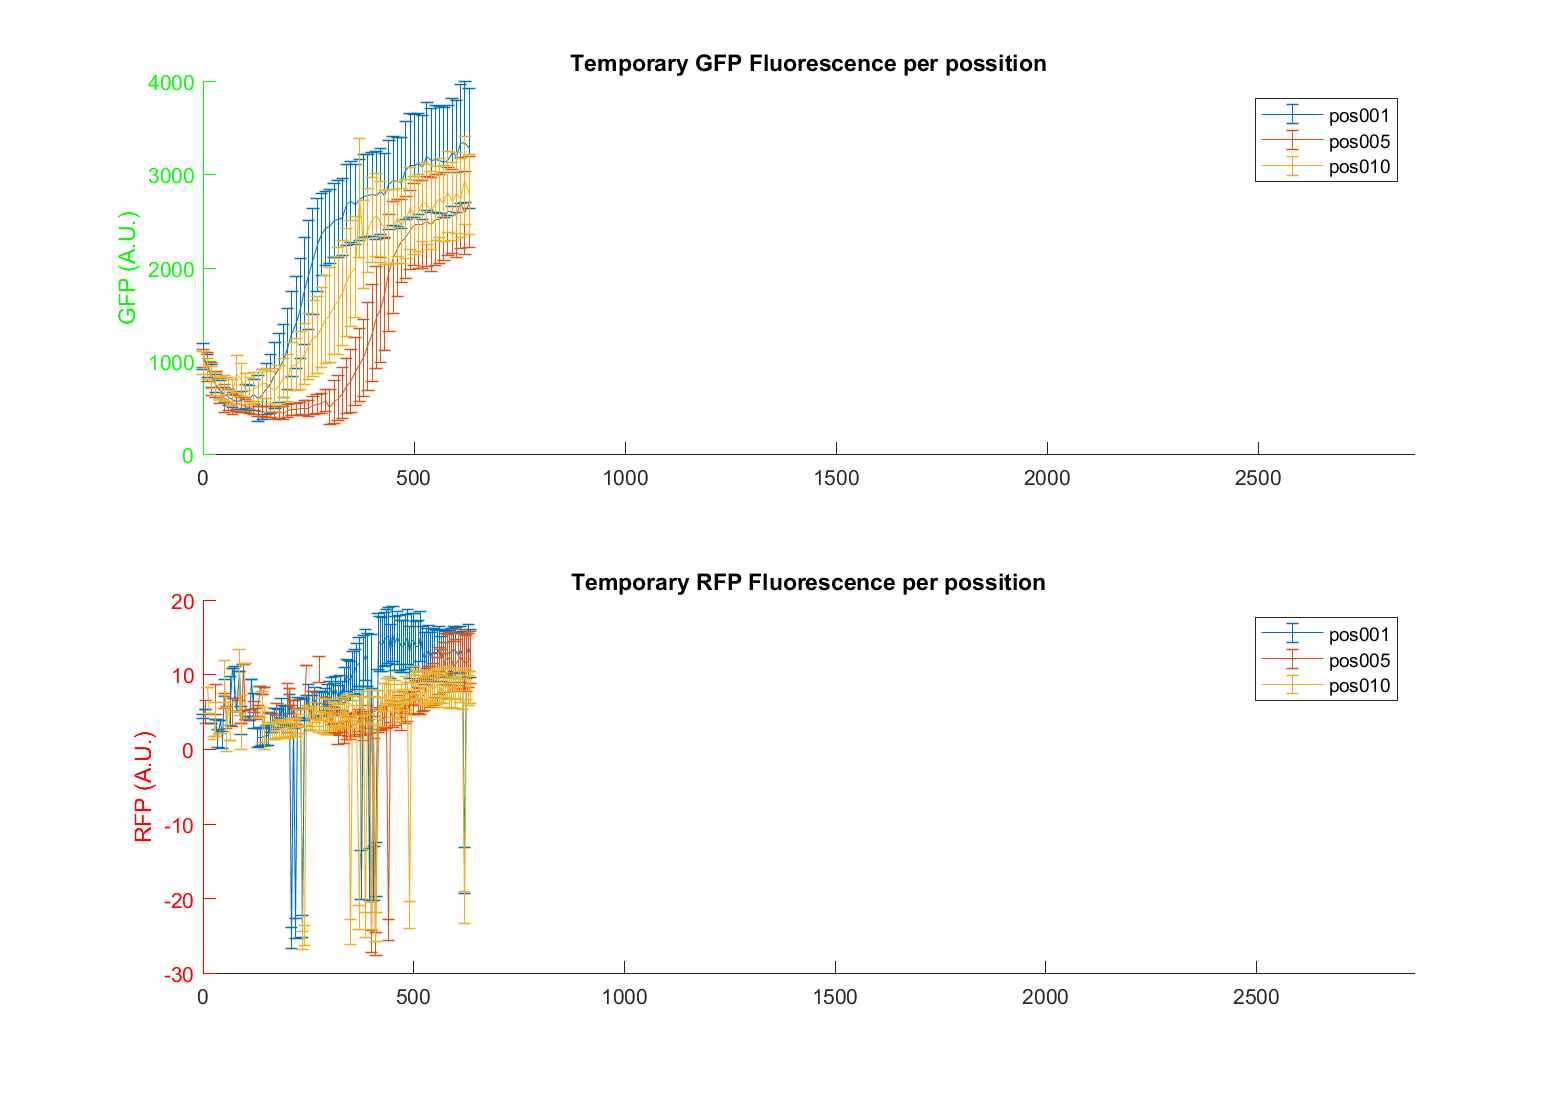 Temporary GFP Fluorescence per possition
4000
3000
2000
1000
0
GFP (A.U.)
0 500 1000 1500 2000 2500
pos001
pos005
pos010
Temporary RFP Fluorescence per possition
20
10
0
-10
-20
-30
RFP (A.U.)
0 500 1000 1500 2000 2500
pos001
pos005
pos010